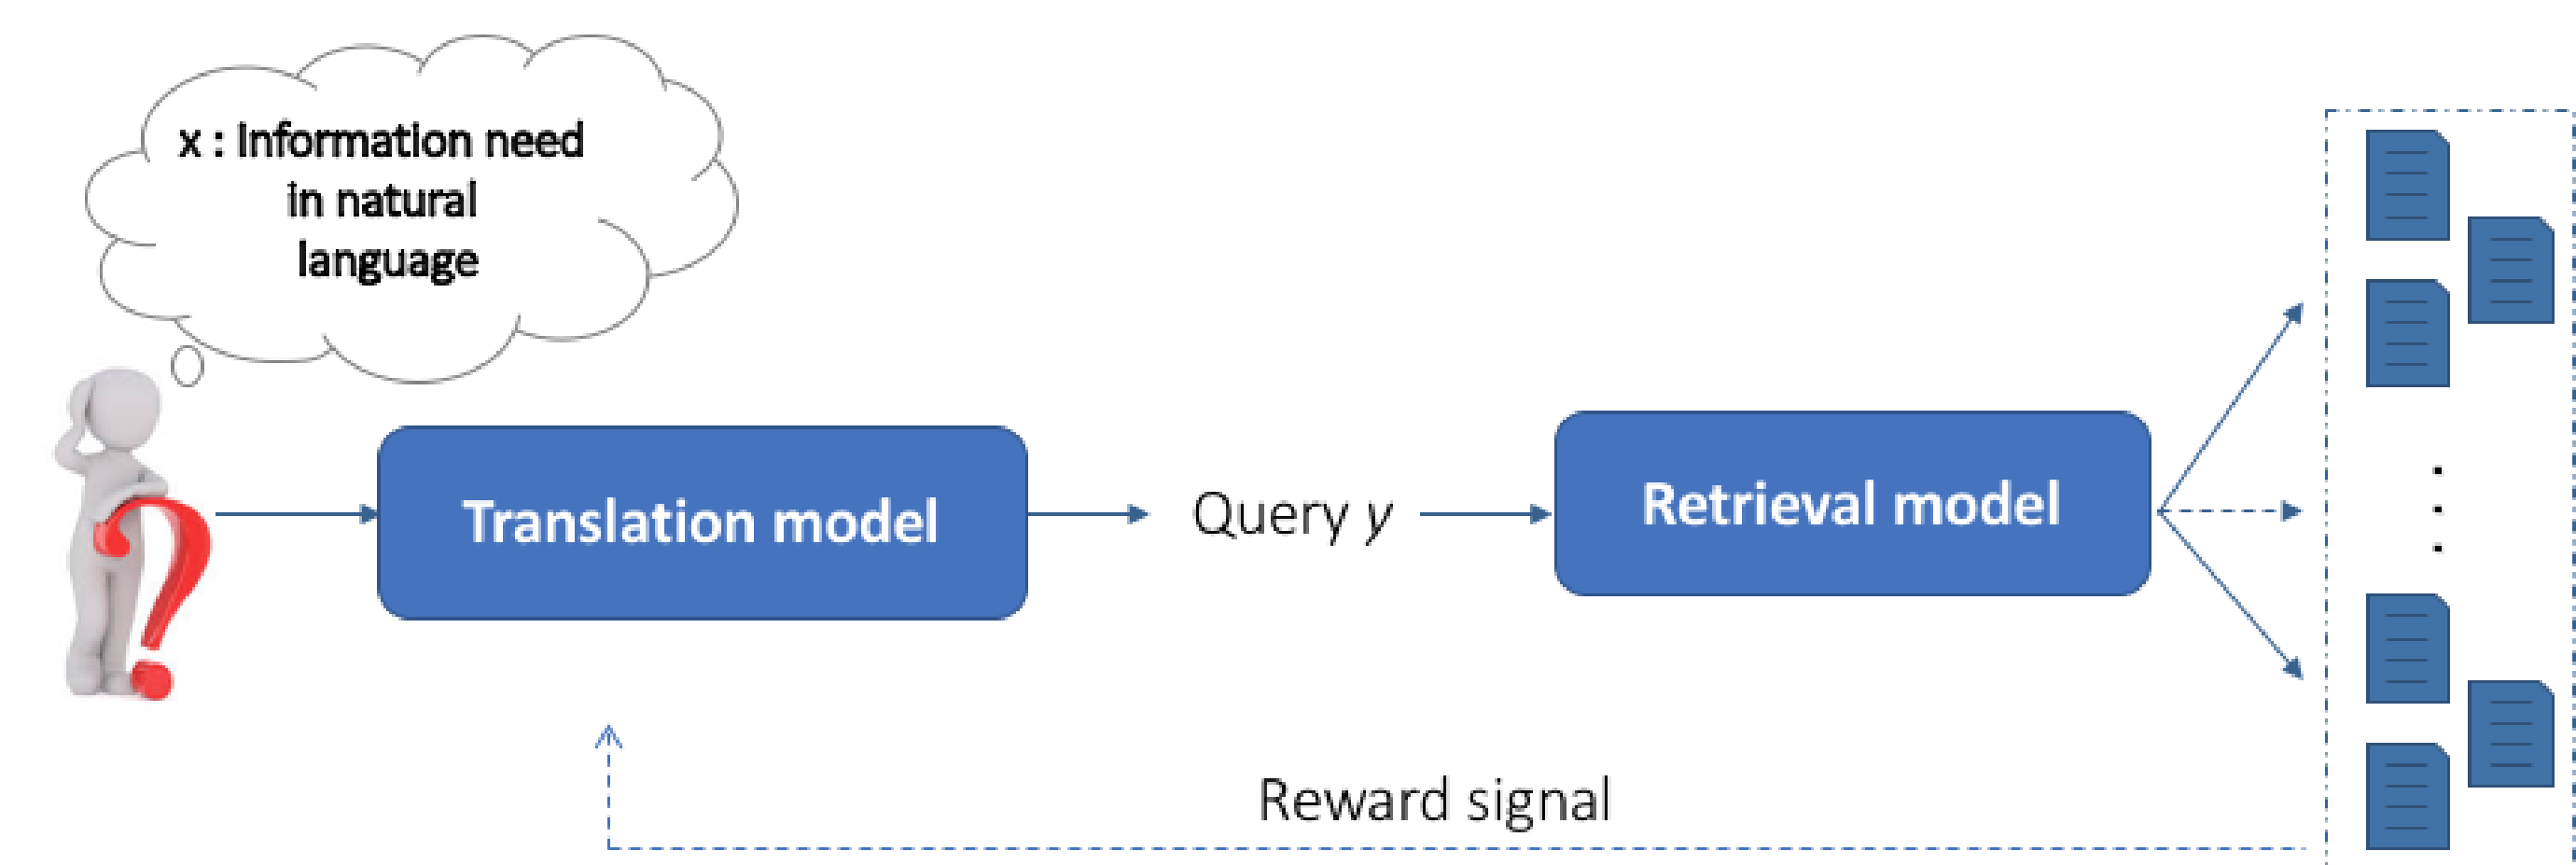 x : Information need
in natural
language
Translation model
Query y
Retrieval model
Reward signal